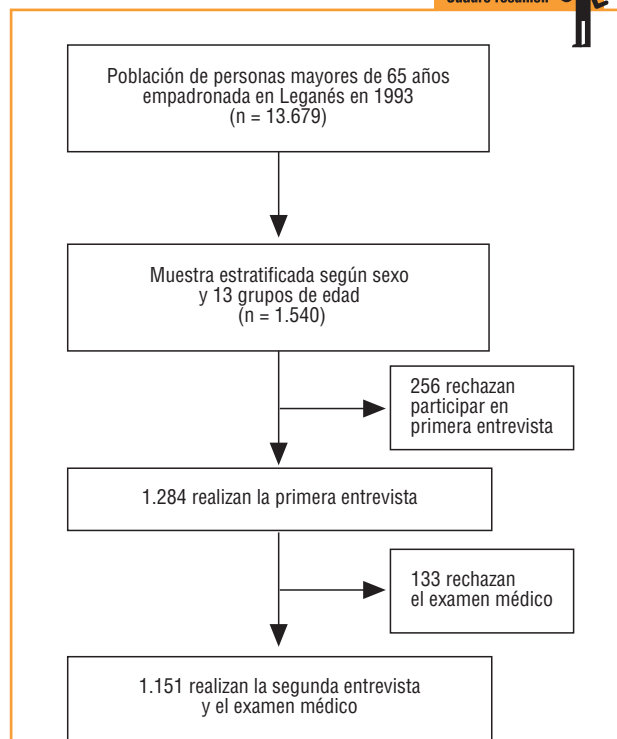 Población de personas mayores de 65 años
empadronada en Leganés en 1993
(n = 13.679)
Muestra estratificada según sexo
y 13 grupos de edad
(n = 1.540)
256 rechazan
participar en
primera entrevista
1.284 realizan la primera entrevista
133 rechazan
el examen médico
1.151 realizan la segunda entrevista
y el examen médico